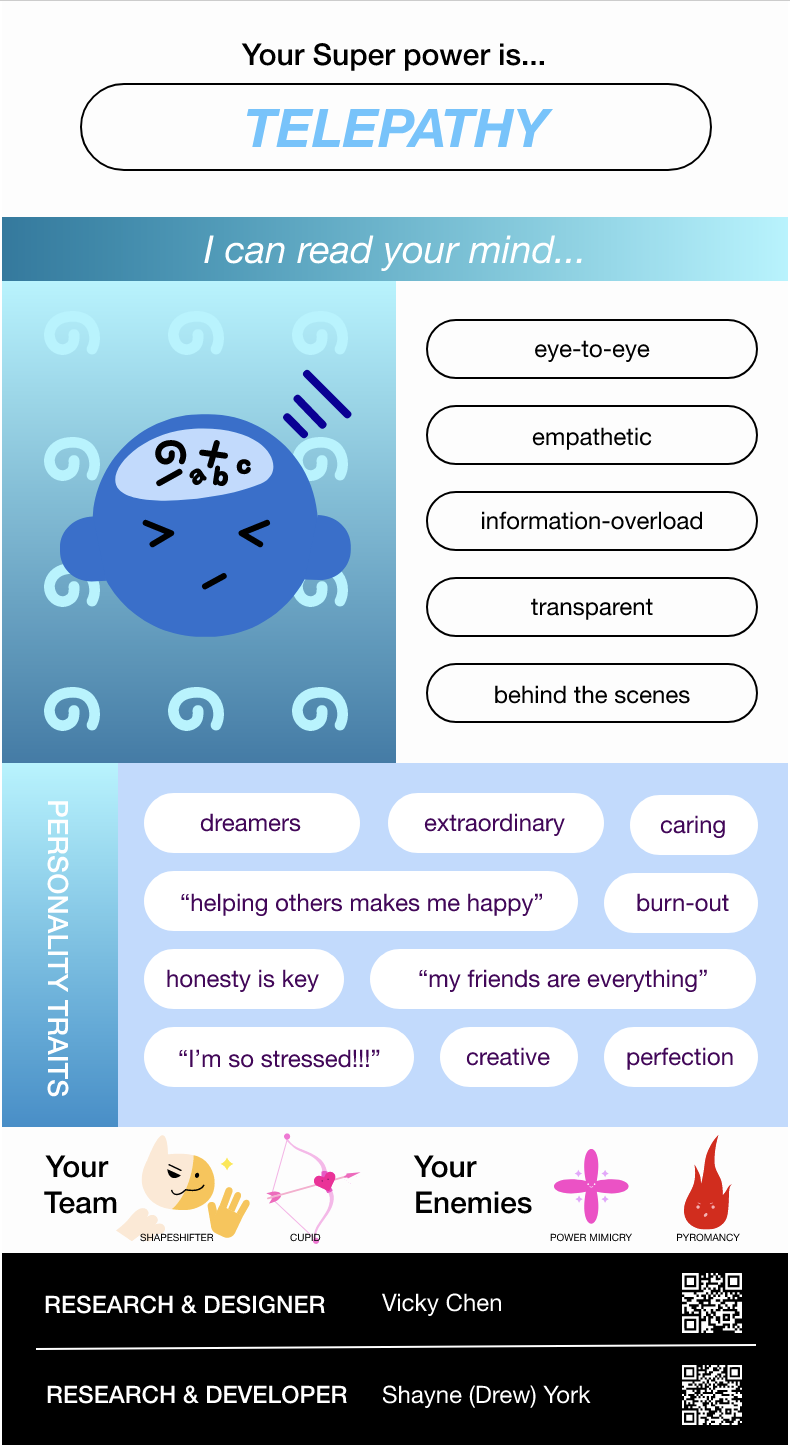 Your Super power is...
TELEPATHY
I can read your mind...
a b c
eye-to-eye
empathetic
information-overload
transparent
behind the scenes
PERSONALITY TRAITS
dreamers
extraordinary
caring
“helping others makes me happy”
burn-out
honesty is key
“my friends are everything”
“I’m so stressed!!!”
creative
perfection
Your
Team
SHAPESHIFTER
CUPID
Your
Enemies
POWER MIMICRY
PYROMANCY
RESEARCH & DESIGNER
Vicky Chen
RESEARCH & DEVELOPER
Shayne (Drew) York